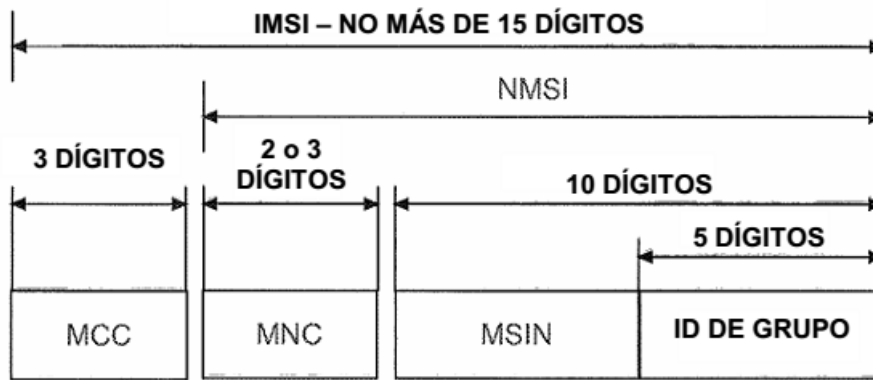 IMSI – NO MÁS DE 15 DÍGITOS
NMSI
3 DÍGITOS
2 o 3
DÍGITOS
10 DÍGITOS
5 DÍGITOS
MCC
MNC
MSIN
ID DE GRUPO